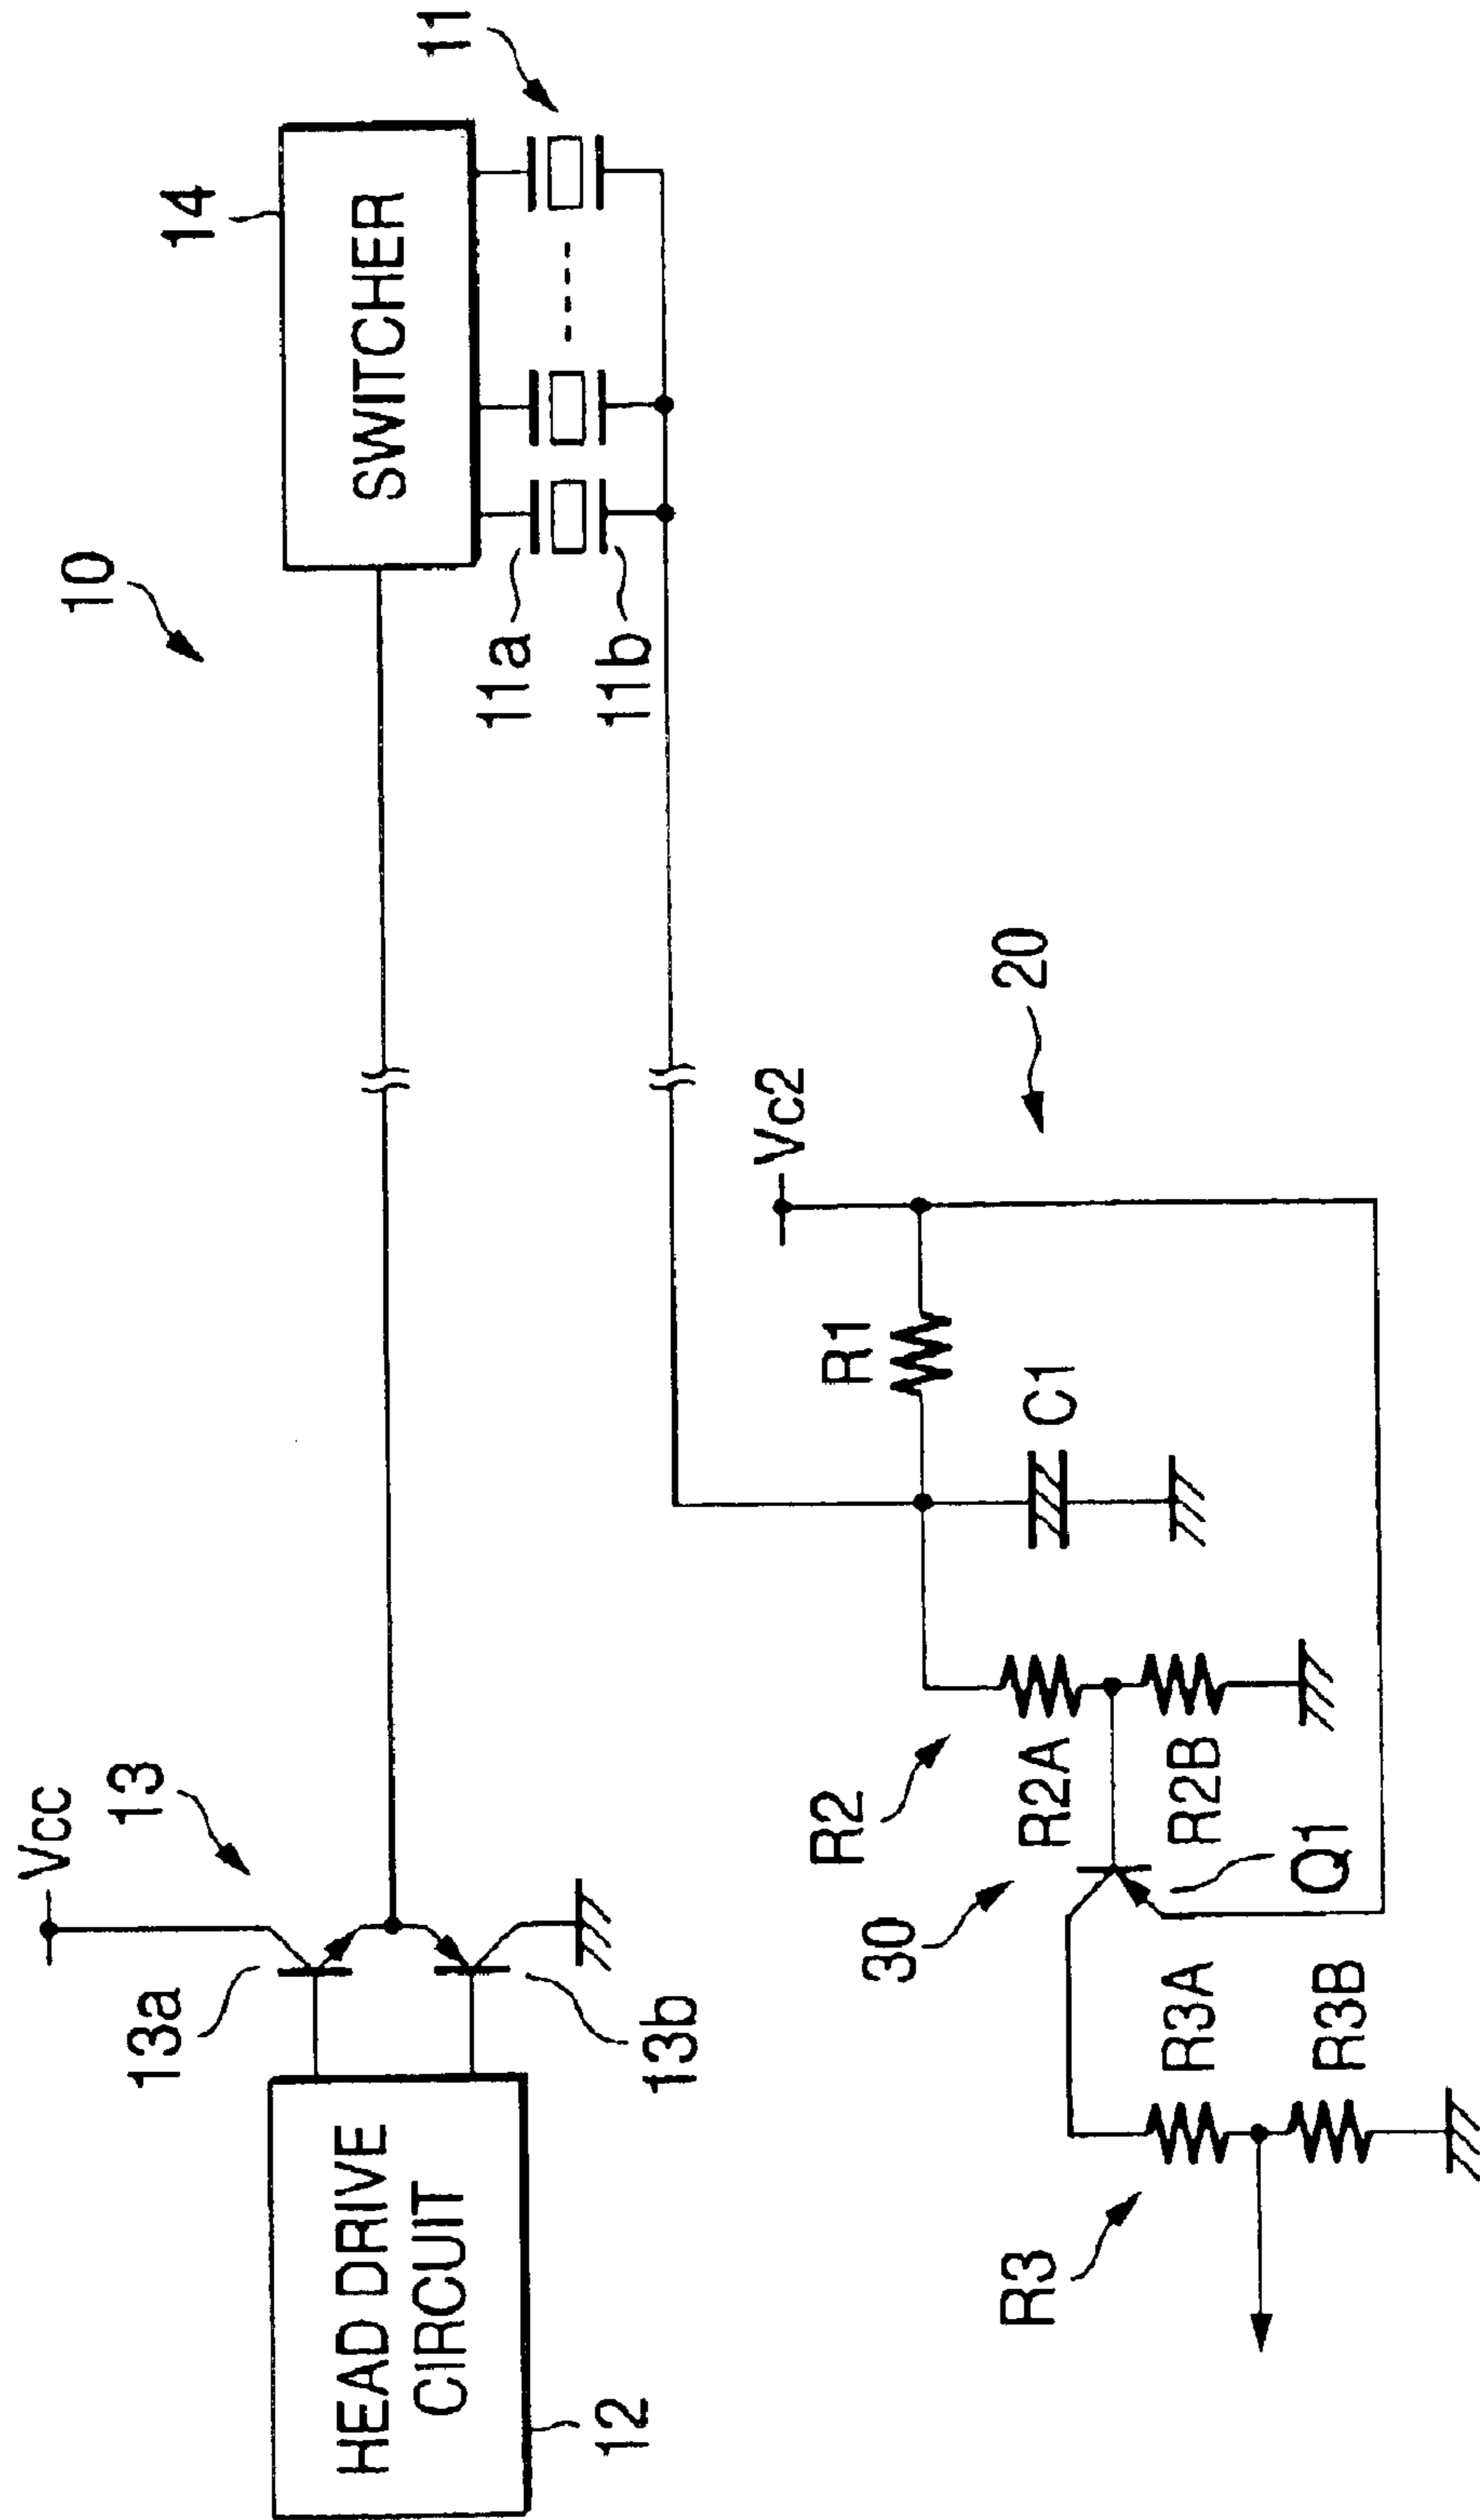 10
11
14
SWITCHER
11a
11b
Vcc
13
13a
13b
HEAD DRIVE
CIRCUIT
12
20
Vc2
R1
C1
R2
R2A
R2B
30
Q1
R3
R3A
R3B